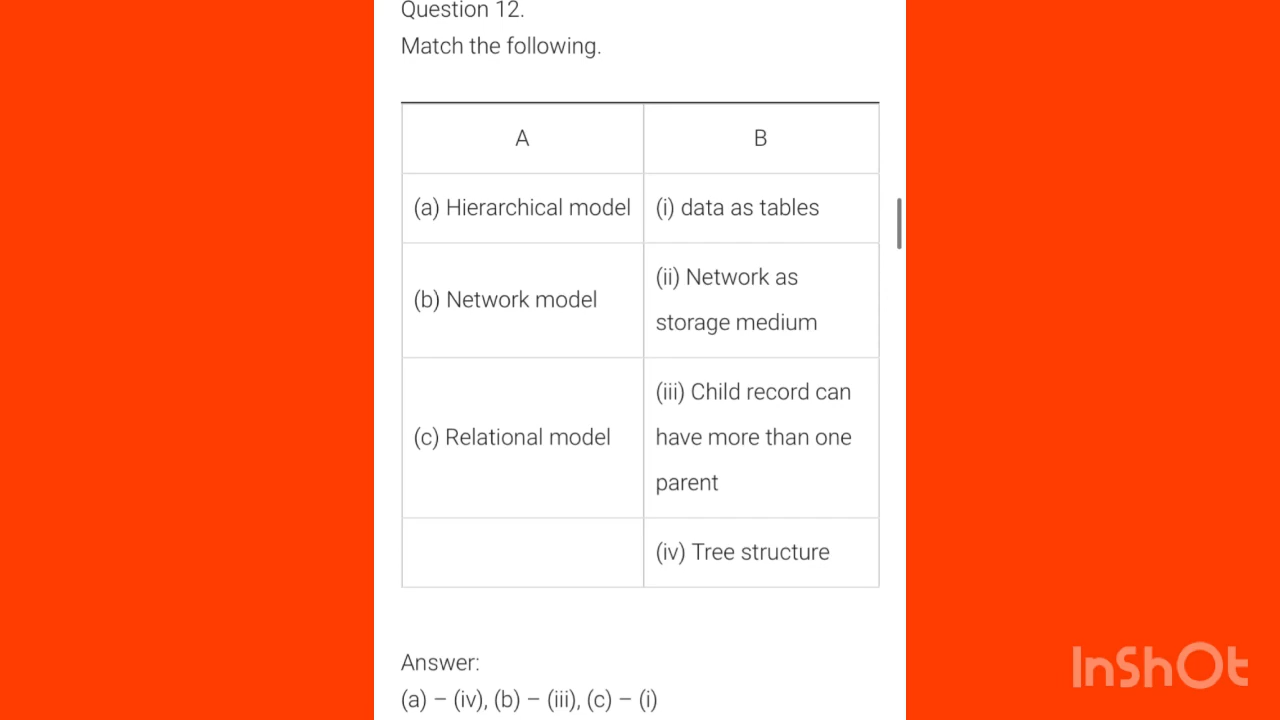 Question 12.
Match the following.
A
B
(a) Hierarchical model
(i) data as tables
(b) Network model
(ii) Network as
storage medium
(c) Relational model
(iii) Child record can
have more than one
parent
(iv) Tree structure
Answer:
(a) – (iv), (b) – (iii), (c) – (i)
InShOt